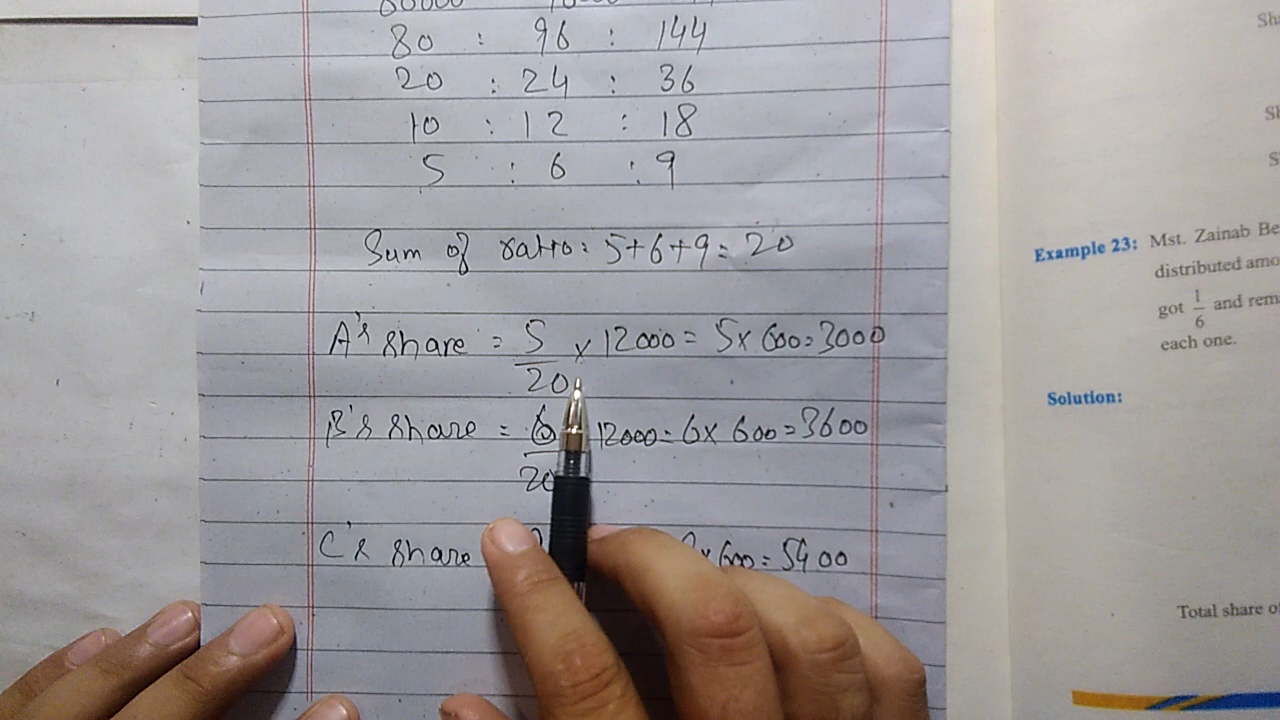 80 : 96 : 144
20 : 24 : 36
10 : 12 : 18
5 : 6 : 9
Sum of ratio: 5+6+9=20
A's share = 5/20 × 12000 = 5×600=3000
B's share = 6/20 12000=6× 600=3600
C's share ×600=5400
Example 23: Mst. Zainab Be
distributed amo
got 1/6 and rem
each one.
Solution:
Total share o